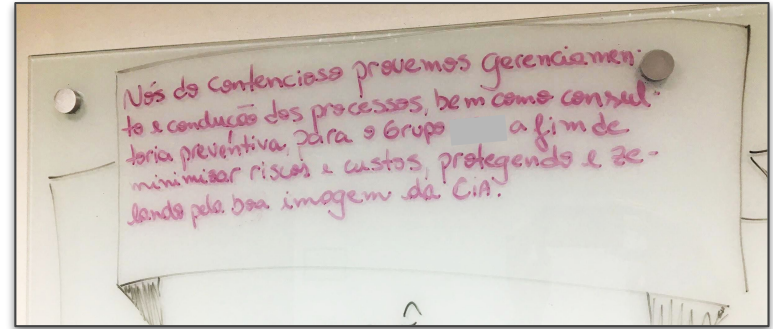 Nós do contencioso provemos gerenciamen-
to e condução dos processos, bem como consul-
toria preventiva, para o Grupo a fim de
minimizar riscos e custos, protegendo e ze-
lando pela boa imagem da CIA.